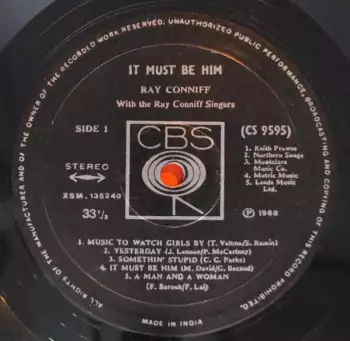 ALL RIGHTS OF THE MANUFACTURER AND OF THE OWNER OF THE RECORDED WORK RESERVED. UNAUTHORIZED PUBLIC PERFORMANCE, BROADCASTING AND COPYING OF THIS RECORD PROHIBITED.
IT MUST BE HIM
RAY CONNIFF
With the Ray Conniff Singers
SIDE 1
CBS
(CS 9595)
1. Keith Prowse
2. Northern Songs
3. Montclare
Music Co.
4. Metric Music
5. Leeds Music
Ltd.
STEREO
XSM. 135240
33⅓
Ⓟ 1968
1. MUSIC TO WATCH GIRLS BY (T. Velona/S. Ramin)
2. YESTERDAY (J. Lennon/P. McCartney)
3. SOMETHIN' STUPID (C. C. Parks)
4. IT MUST BE HIM (M. David/G. Becaud)
5. A MAN AND A WOMAN
(P. Barouh/F. Lai)
MADE IN INDIA